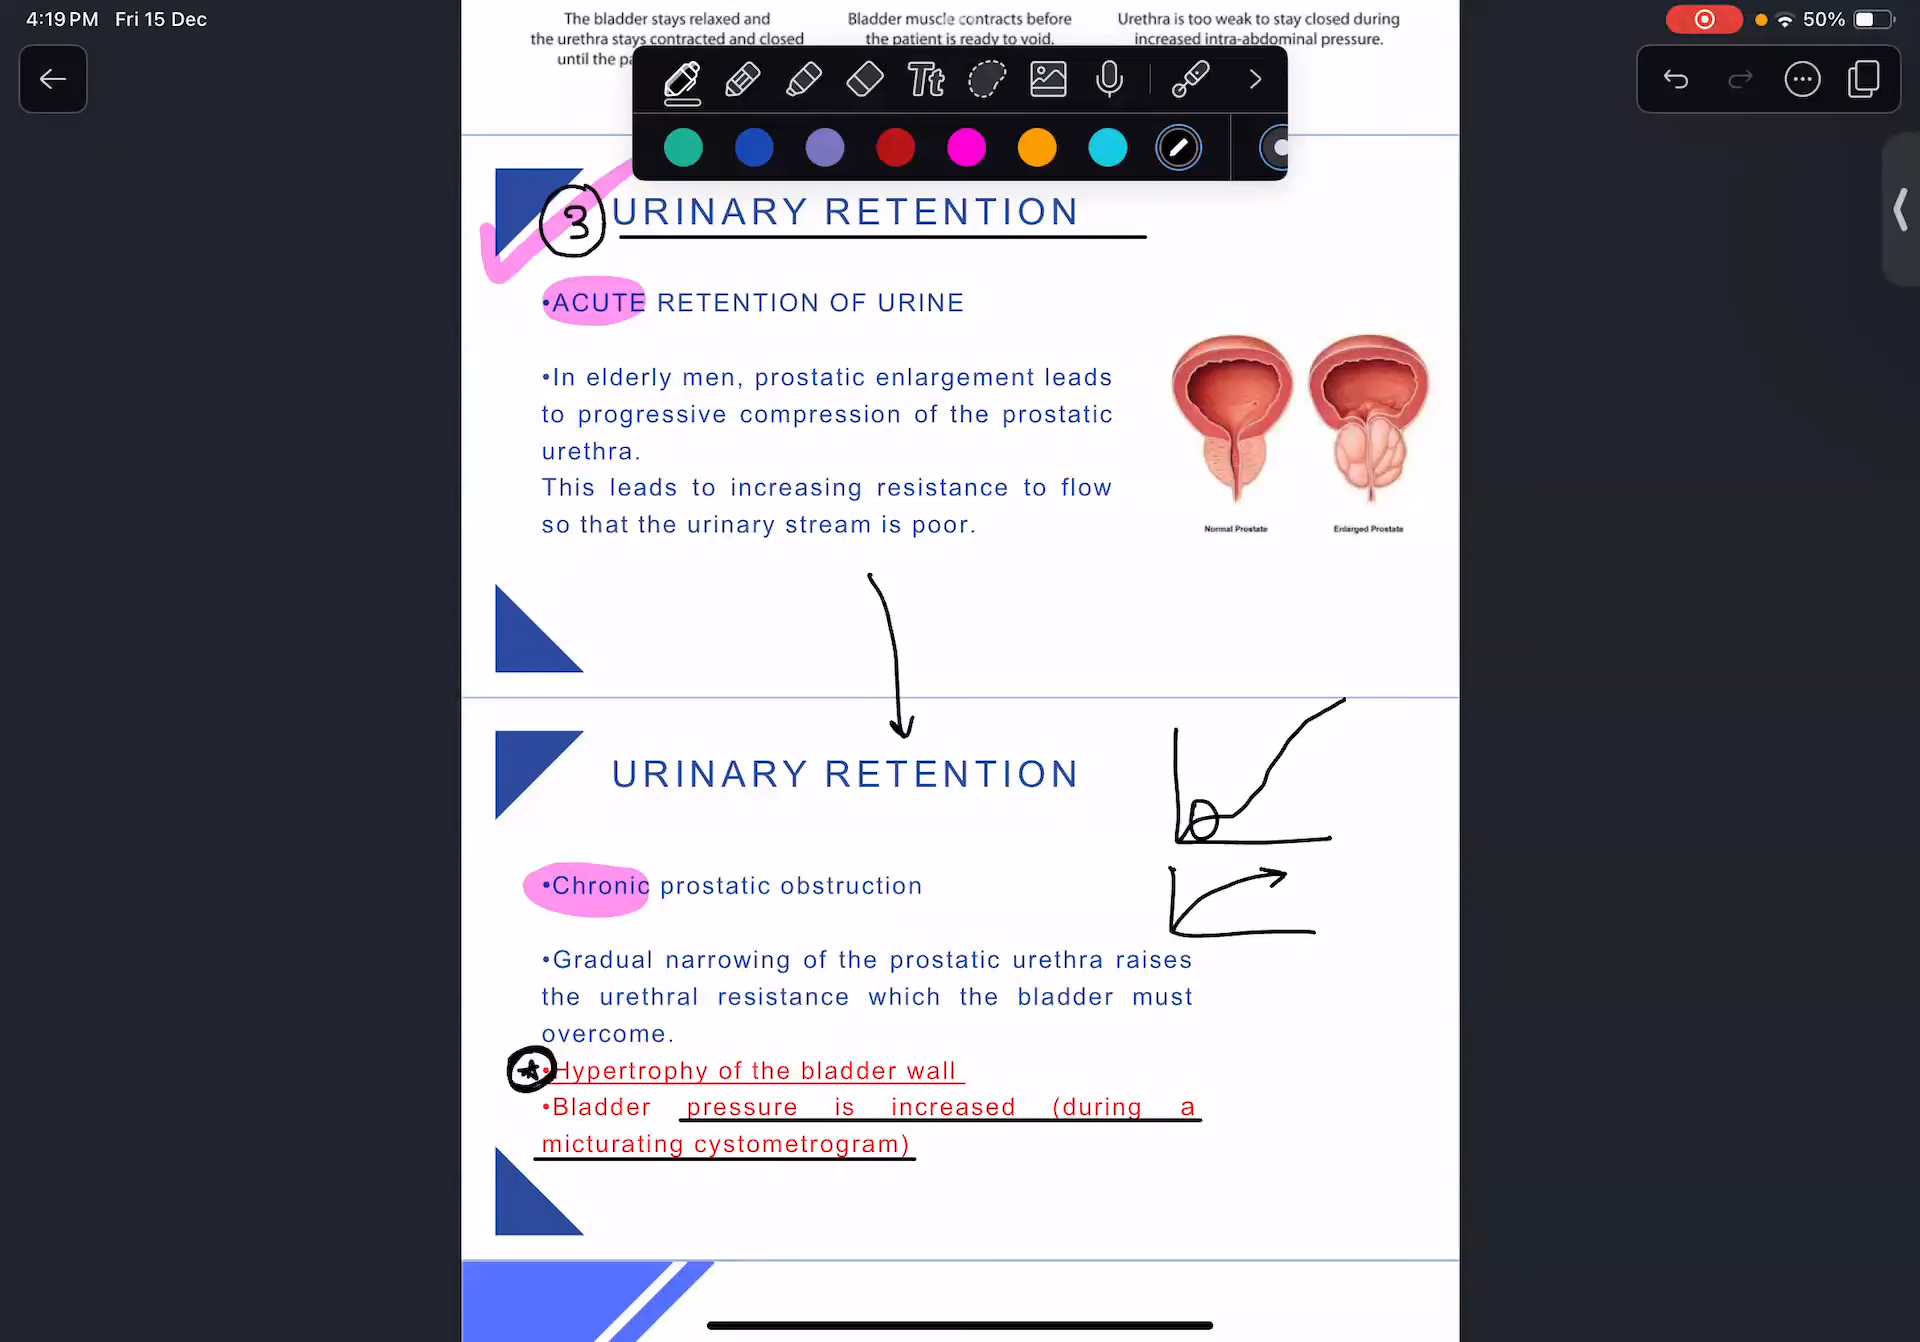 4:19 PM Fri 15 Dec
50%
The bladder stays relaxed and
the urethra stays contracted and closed
until the
Bladder muscle contracts before
the patient is ready to void.
Urethra is too weak to stay closed during
increased intra-abdominal pressure.
Tt
3 URINARY RETENTION
•ACUTE RETENTION OF URINE
•In elderly men, prostatic enlargement leads
to progressive compression of the prostatic
urethra.
This leads to increasing resistance to flow
so that the urinary stream is poor.
Normal Prostate
Enlarged Prostate
URINARY RETENTION
•Chronic prostatic obstruction
•Gradual narrowing of the prostatic urethra raises
the urethral resistance which the bladder must
overcome.
•Hypertrophy of the bladder wall
•Bladder pressure is increased (during a
micturating cystometrogram)